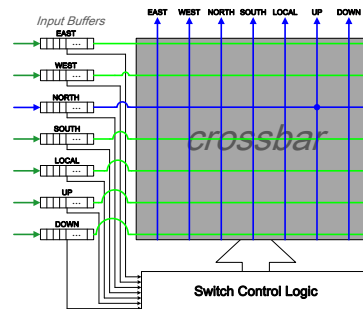 Input Buffers
EAST WEST NORTH SOUTH LOCAL UP DOWN
EAST
WEST
NORTH
SOUTH
LOCAL
UP
DOWN
crossbar
Switch Control Logic